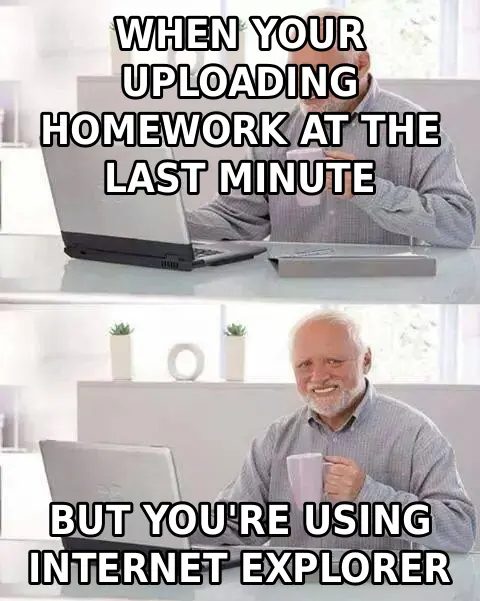 WHEN YOUR
UPLOADING
HOMEWORK AT THE
LAST MINUTE
BUT YOU'RE USING
INTERNET EXPLORER